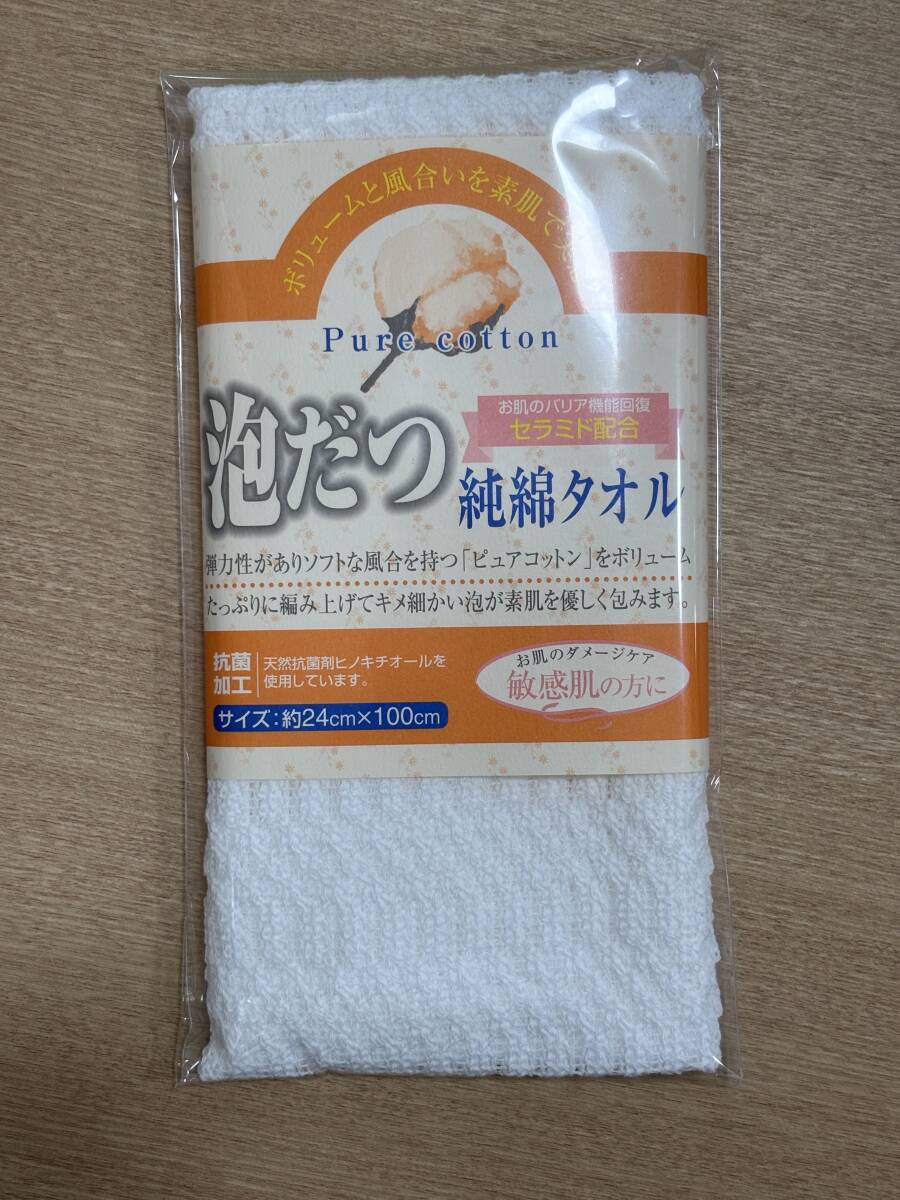 ボリュームと風合いを素肌で
Pure cotton
お肌のバリア機能回復
セラミド配合
泡だつ
純綿タオル
弾力性がありソフトな風合を持つ「ピュアコットン」をボリューム
たっぷりに編み上げてキメ細かい泡が素肌を優しく包みます。
抗菌
加工
天然抗菌剤ヒノキチオールを
使用しています。
お肌のダメージケア
敏感肌の方に
サイズ:約24cm×100cm